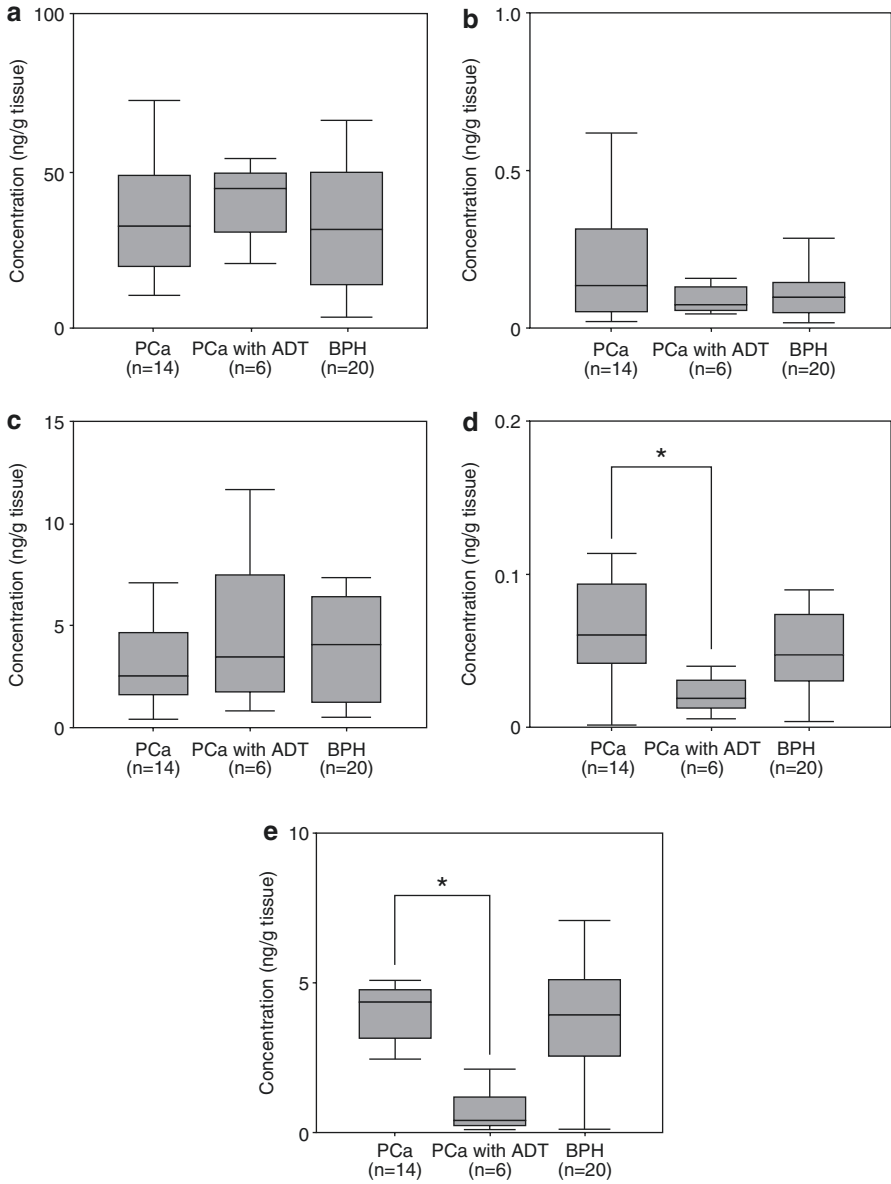 a
Concentration (ng/g tissue)
100
50
0
PCa
(n=14)
PCa with ADT
(n=6)
BPH
(n=20)
b
Concentration (ng/g tissue)
1.0
0.5
0
PCa
(n=14)
PCa with ADT
(n=6)
BPH
(n=20)
c
Concentration (ng/g tissue)
15
10
5
0
PCa
(n=14)
PCa with ADT
(n=6)
BPH
(n=20)
d
Concentration (ng/g tissue)
0.2
0.1
0
*
PCa
(n=14)
PCa with ADT
(n=6)
BPH
(n=20)
e
Concentration (ng/g tissue)
10
5
0
*
PCa
(n=14)
PCa with ADT
(n=6)
BPH
(n=20)